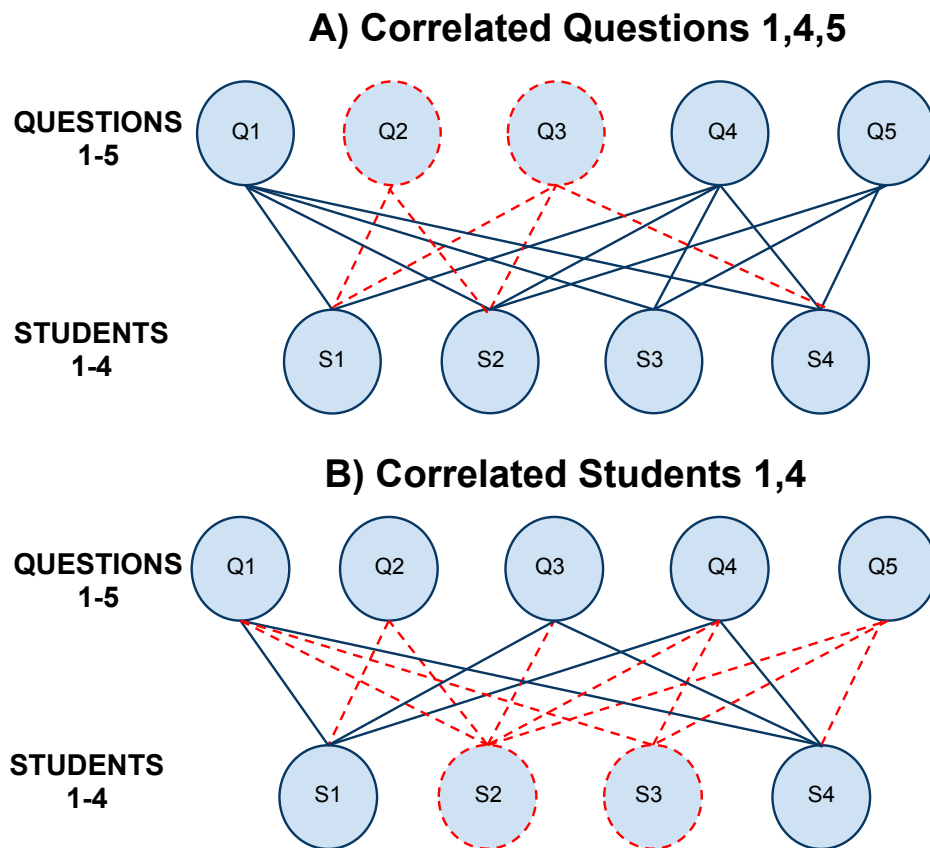 A) Correlated Questions 1,4,5
QUESTIONS
1-5
Q1 Q2 Q3 Q4 Q5
STUDENTS
1-4
S1 S2 S3 S4
B) Correlated Students 1,4
QUESTIONS
1-5
Q1 Q2 Q3 Q4 Q5
STUDENTS
1-4
S1 S2 S3 S4